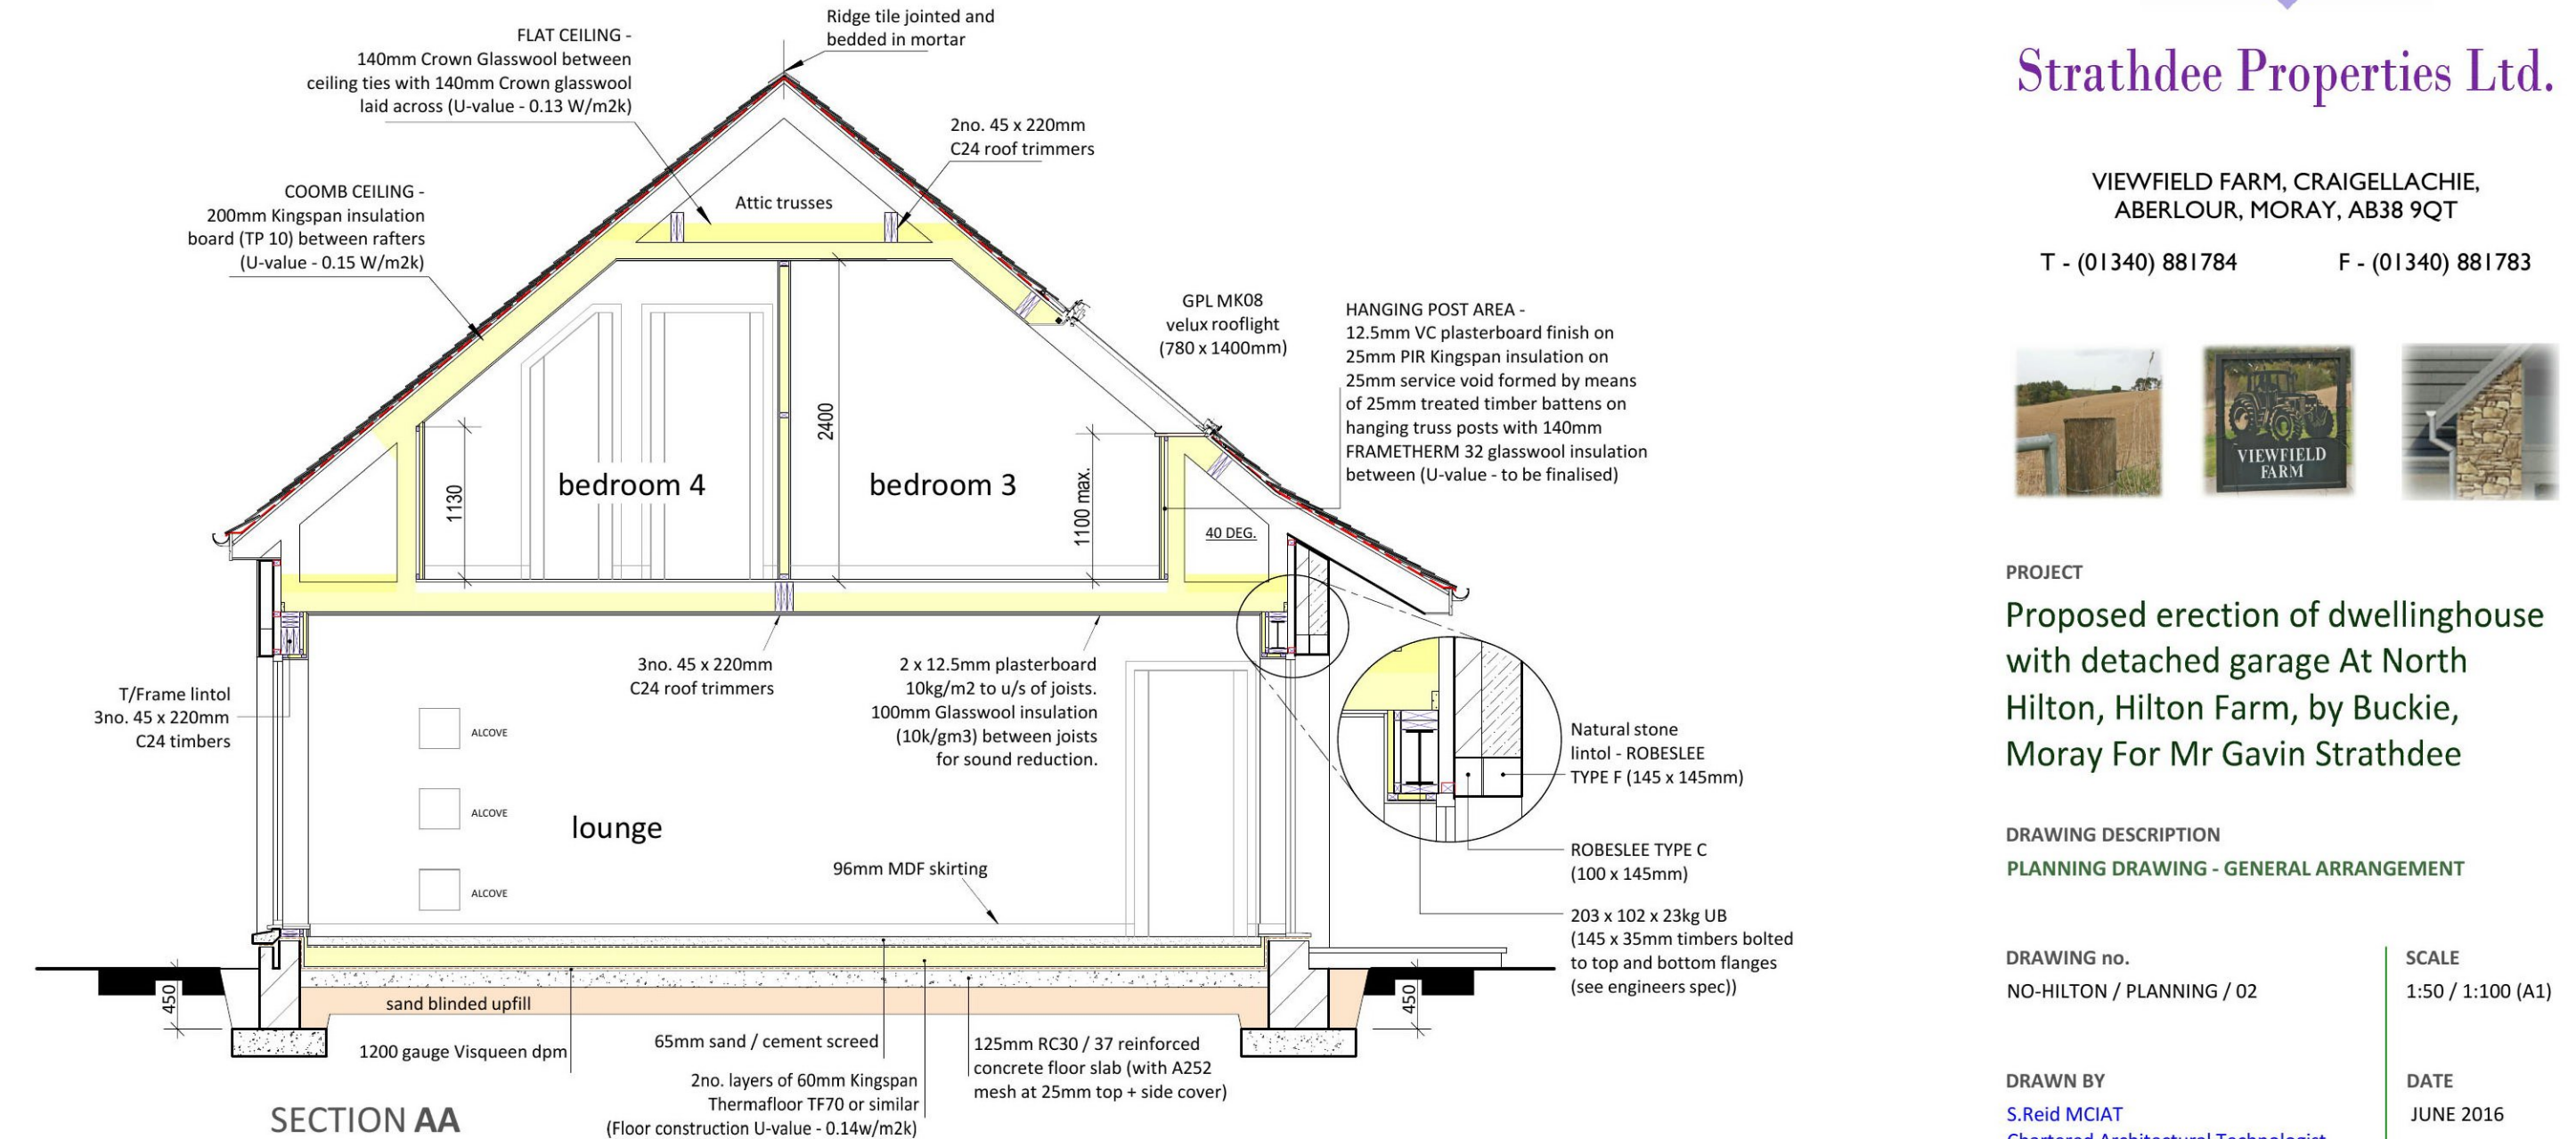 Ridge tile jointed and
bedded in mortar
FLAT CEILING -
140mm Crown Glasswool between
ceiling ties with 140mm Crown glasswool
laid across (U-value - 0.13 W/m2k)
2no. 45 x 220mm
C24 roof trimmers
COOMB CEILING -
200mm Kingspan insulation
board (TP 10) between rafters
(U-value - 0.15 W/m2k)
Attic trusses
GPL MK08
velux rooflight
(780 x 1400mm)
HANGING POST AREA -
12.5mm VC plasterboard finish on
25mm PIR Kingspan insulation on
25mm service void formed by means
of 25mm treated timber battens on
hanging truss posts with 140mm
FRAMETHERM 32 glasswool insulation
between (U-value - to be finalised)
2400
1130
bedroom 4
bedroom 3
1100 max.
40 DEG.
3no. 45 x 220mm
C24 roof trimmers
2 x 12.5mm plasterboard
10kg/m2 to u/s of joists.
100mm Glasswool insulation
(10k/gm3) between joists
for sound reduction.
T/Frame lintol
3no. 45 x 220mm
C24 timbers
ALCOVE
ALCOVE
ALCOVE
lounge
96mm MDF skirting
Natural stone
lintol - ROBESLEE
TYPE F (145 x 145mm)
ROBESLEE TYPE C
(100 x 145mm)
203 x 102 x 23kg UB
(145 x 35mm timbers bolted
to top and bottom flanges
(see engineers spec))
450
450
sand blinded upfill
1200 gauge Visqueen dpm
65mm sand / cement screed
2no. layers of 60mm Kingspan
Thermafloor TF70 or similar
(Floor construction U-value - 0.14w/m2k)
125mm RC30 / 37 reinforced
concrete floor slab (with A252
mesh at 25mm top + side cover)
SECTION AA
Strathdee Properties Ltd.
VIEWFIELD FARM, CRAIGELLACHIE,
ABERLOUR, MORAY, AB38 9QT
T - (01340) 881784 F - (01340) 881783
VIEWFIELD
FARM
PROJECT
Proposed erection of dwellinghouse
with detached garage At North
Hilton, Hilton Farm, by Buckie,
Moray For Mr Gavin Strathdee
DRAWING DESCRIPTION
PLANNING DRAWING - GENERAL ARRANGEMENT
DRAWING no.
NO-HILTON / PLANNING / 02
SCALE
1:50 / 1:100 (A1)
DRAWN BY
S.Reid MCIAT
Chartered Architectural Technologist
DATE
JUNE 2016